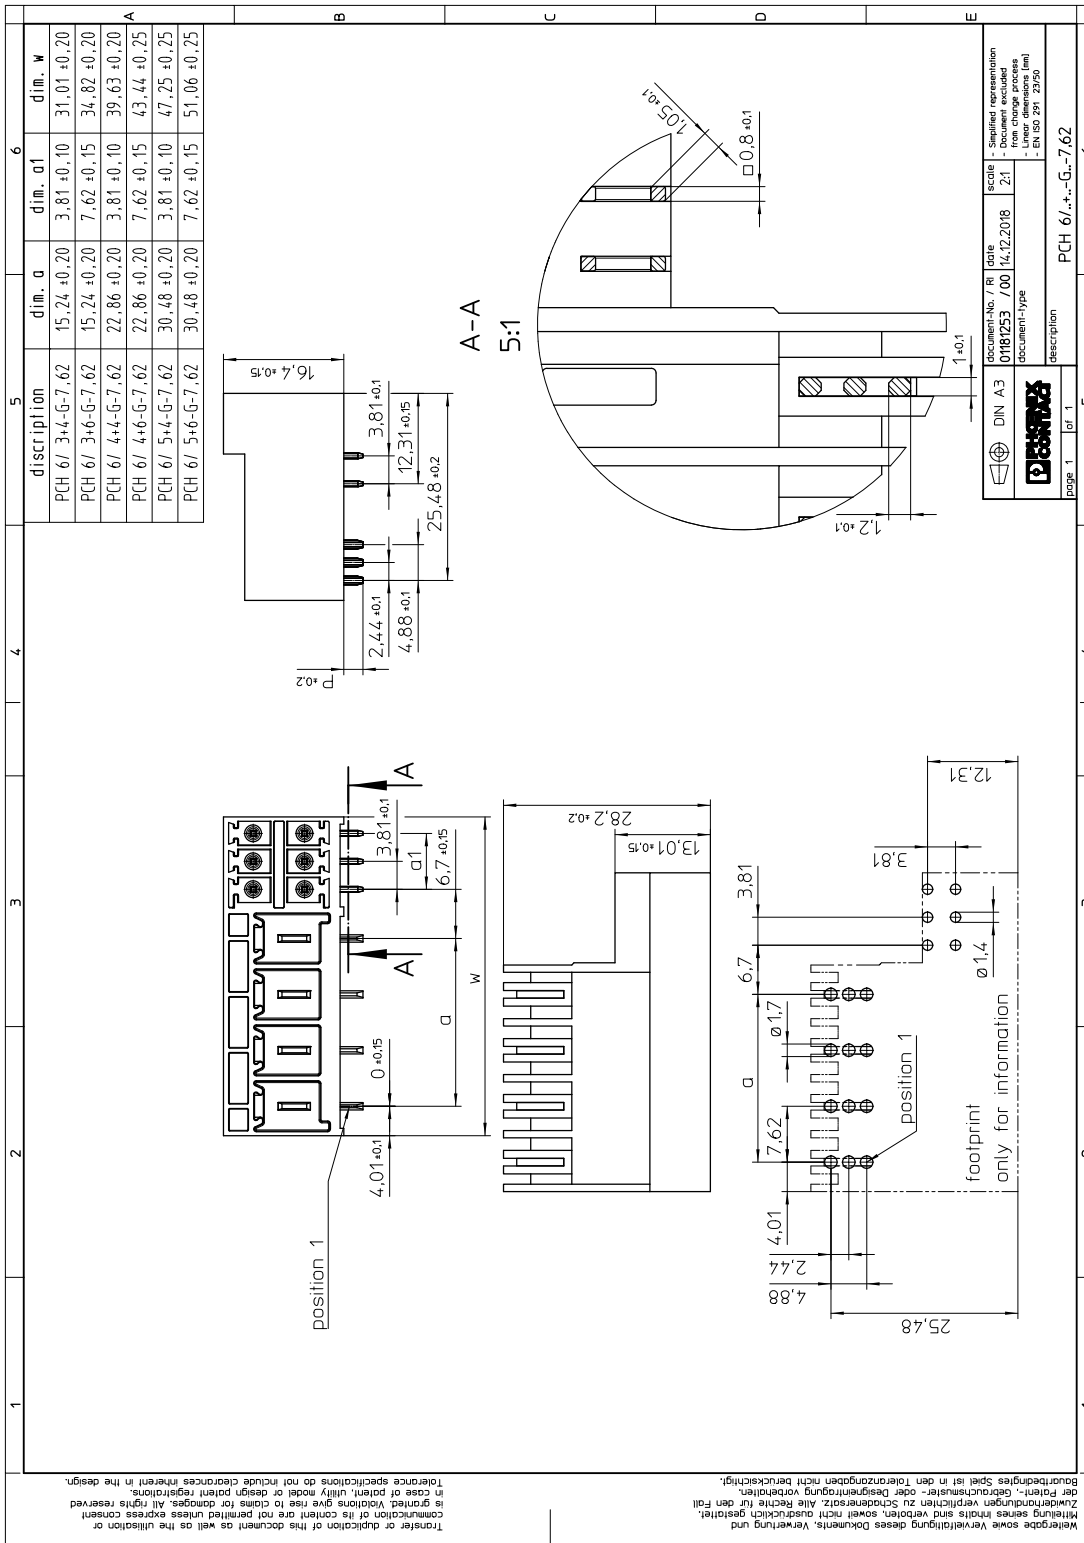 discription dim. a dim. a1 dim. w
PCH 6/ 3+4-G-7,62 15,24 ±0,20 3,81 ±0,10 31,01 ±0,20
PCH 6/ 3+6-G-7,62 15,24 ±0,20 7,62 ±0,15 34,82 ±0,20
PCH 6/ 4+4-G-7,62 22,86 ±0,20 3,81 ±0,10 39,63 ±0,20
PCH 6/ 4+6-G-7,62 22,86 ±0,20 7,62 ±0,15 43,44 ±0,25
PCH 6/ 5+4-G-7,62 30,48 ±0,20 3,81 ±0,10 47,25 ±0,25
PCH 6/ 5+6-G-7,62 30,48 ±0,20 7,62 ±0,15 51,06 ±0,25
1 2 3 4 5 6
A
B
C
D
E
position 1
4,01 ±0,1
0 ±0,15
a
w
6,7 ±0,15
a1
3,81 ±0,1
A
A
P ±0,2
16,4 ±0,15
2,44 ±0,1
4,88 ±0,1
3,81 ±0,1
12,31 ±0,15
25,48 ±0,2
28,2 ±0,2
13,01 ±0,15
A-A
5:1
1,05 ±0,1
□ 0,8 ±0,1
1,2 ±0,1
1 ±0,1
4,01
7,62
a
ø1,7
6,7
3,81
3,81
12,31
ø1,4
2,44
4,88
25,48
position 1
footprint
only for information
DIN A3
PHOENIX
CONTACT
page 1 of 1
document-No. / RI
01181253 / 00
date
14.12.2018
scale
2:1
- Simplified representation
- Document excluded
from change process
- Linear dimensions [mm]
- EN ISO 291 23/50
document-type
description
PCH 6/..+..-G..-7,62
Transfer or duplication of this document as well as the utilisation or
communication of its content are not permitted unless express consent
is granted. Violations give rise to claims for damages. All rights reserved
in case of patent, utility model or design patent registrations.
Tolerance specifications do not include clearances inherent in the design.
Weitergabe sowie Vervielfältigung dieses Dokuments, Verwertung und
Mitteilung seines Inhalts sind verboten, soweit nicht ausdrücklich gestattet.
Zuwiderhandlungen verpflichten zu Schadenersatz. Alle Rechte für den Fall
der Patent-, Gebrauchsmuster- oder Designeintragung vorbehalten.
Bauartbedingtes Spiel ist in den Toleranzangaben nicht berücksichtigt.